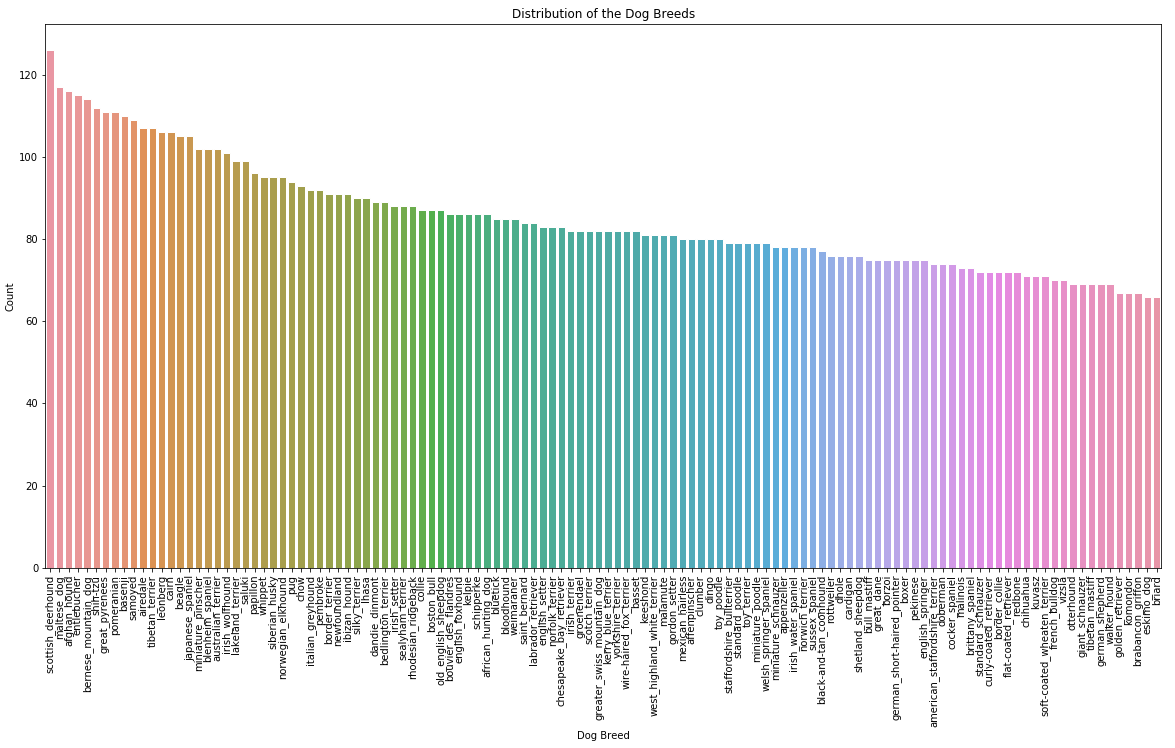 Distribution of the Dog Breeds
120
100
80
60
40
20
0
Count
scottish_deerhound
maltese_dog
afghan_hound
entlebucher
bernese_mountain_dog
shih-tzu
great_pyrenees
pomeranian
basenji
samoyed
airedale
tibetan_terrier
leonberg
cairn
beagle
japanese_spaniel
miniature_pinscher
blenheim_spaniel
australian_terrier
irish_wolfhound
lakeland_terrier
saluki
papillon
whippet
siberian_husky
norwegian_elkhound
pug
chow
italian_greyhound
pembroke
border_terrier
newfoundland
ibizan_hound
silky_terrier
lhasa
dandie_dinmont
bedlington_terrier
irish_setter
sealyham_terrier
rhodesian_ridgeback
collie
boston_bull
old_english_sheepdog
bouvier_des_flandres
english_foxhound
kelpie
schipperke
african_hunting_dog
bluetick
bloodhound
weimaraner
saint_bernard
labrador_retriever
english_setter
norfolk_terrier
chesapeake_bay_retriever
irish_terrier
groenendael
scotch_terrier
greater_swiss_mountain_dog
kerry_blue_terrier
yorkshire_terrier
wire-haired_fox_terrier
basset
keeshond
west_highland_white_terrier
malamute
gordon_setter
mexican_hairless
affenpinscher
clumber
dingo
toy_poodle
staffordshire_bullterrier
standard_poodle
toy_terrier
miniature_poodle
welsh_springer_spaniel
miniature_schnauzer
appenzeller
irish_water_spaniel
norwich_terrier
sussex_spaniel
black-and-tan_coonhound
rottweiler
dhole
cardigan
shetland_sheepdog
bull_mastiff
great_dane
borzoi
german_short-haired_pointer
boxer
pekinese
english_springer
american_staffordshire_terrier
doberman
cocker_spaniel
malinois
brittany_spaniel
standard_schnauzer
curly-coated_retriever
border_collie
flat-coated_retriever
redbone
chihuahua
kuvasz
soft-coated_wheaten_terrier
french_bulldog
vizsla
otterhound
giant_schnauzer
tibetan_mastiff
german_shepherd
walker_hound
komondor
golden_retriever
brabancon_griffon
eskimo_dog
briard
Dog Breed